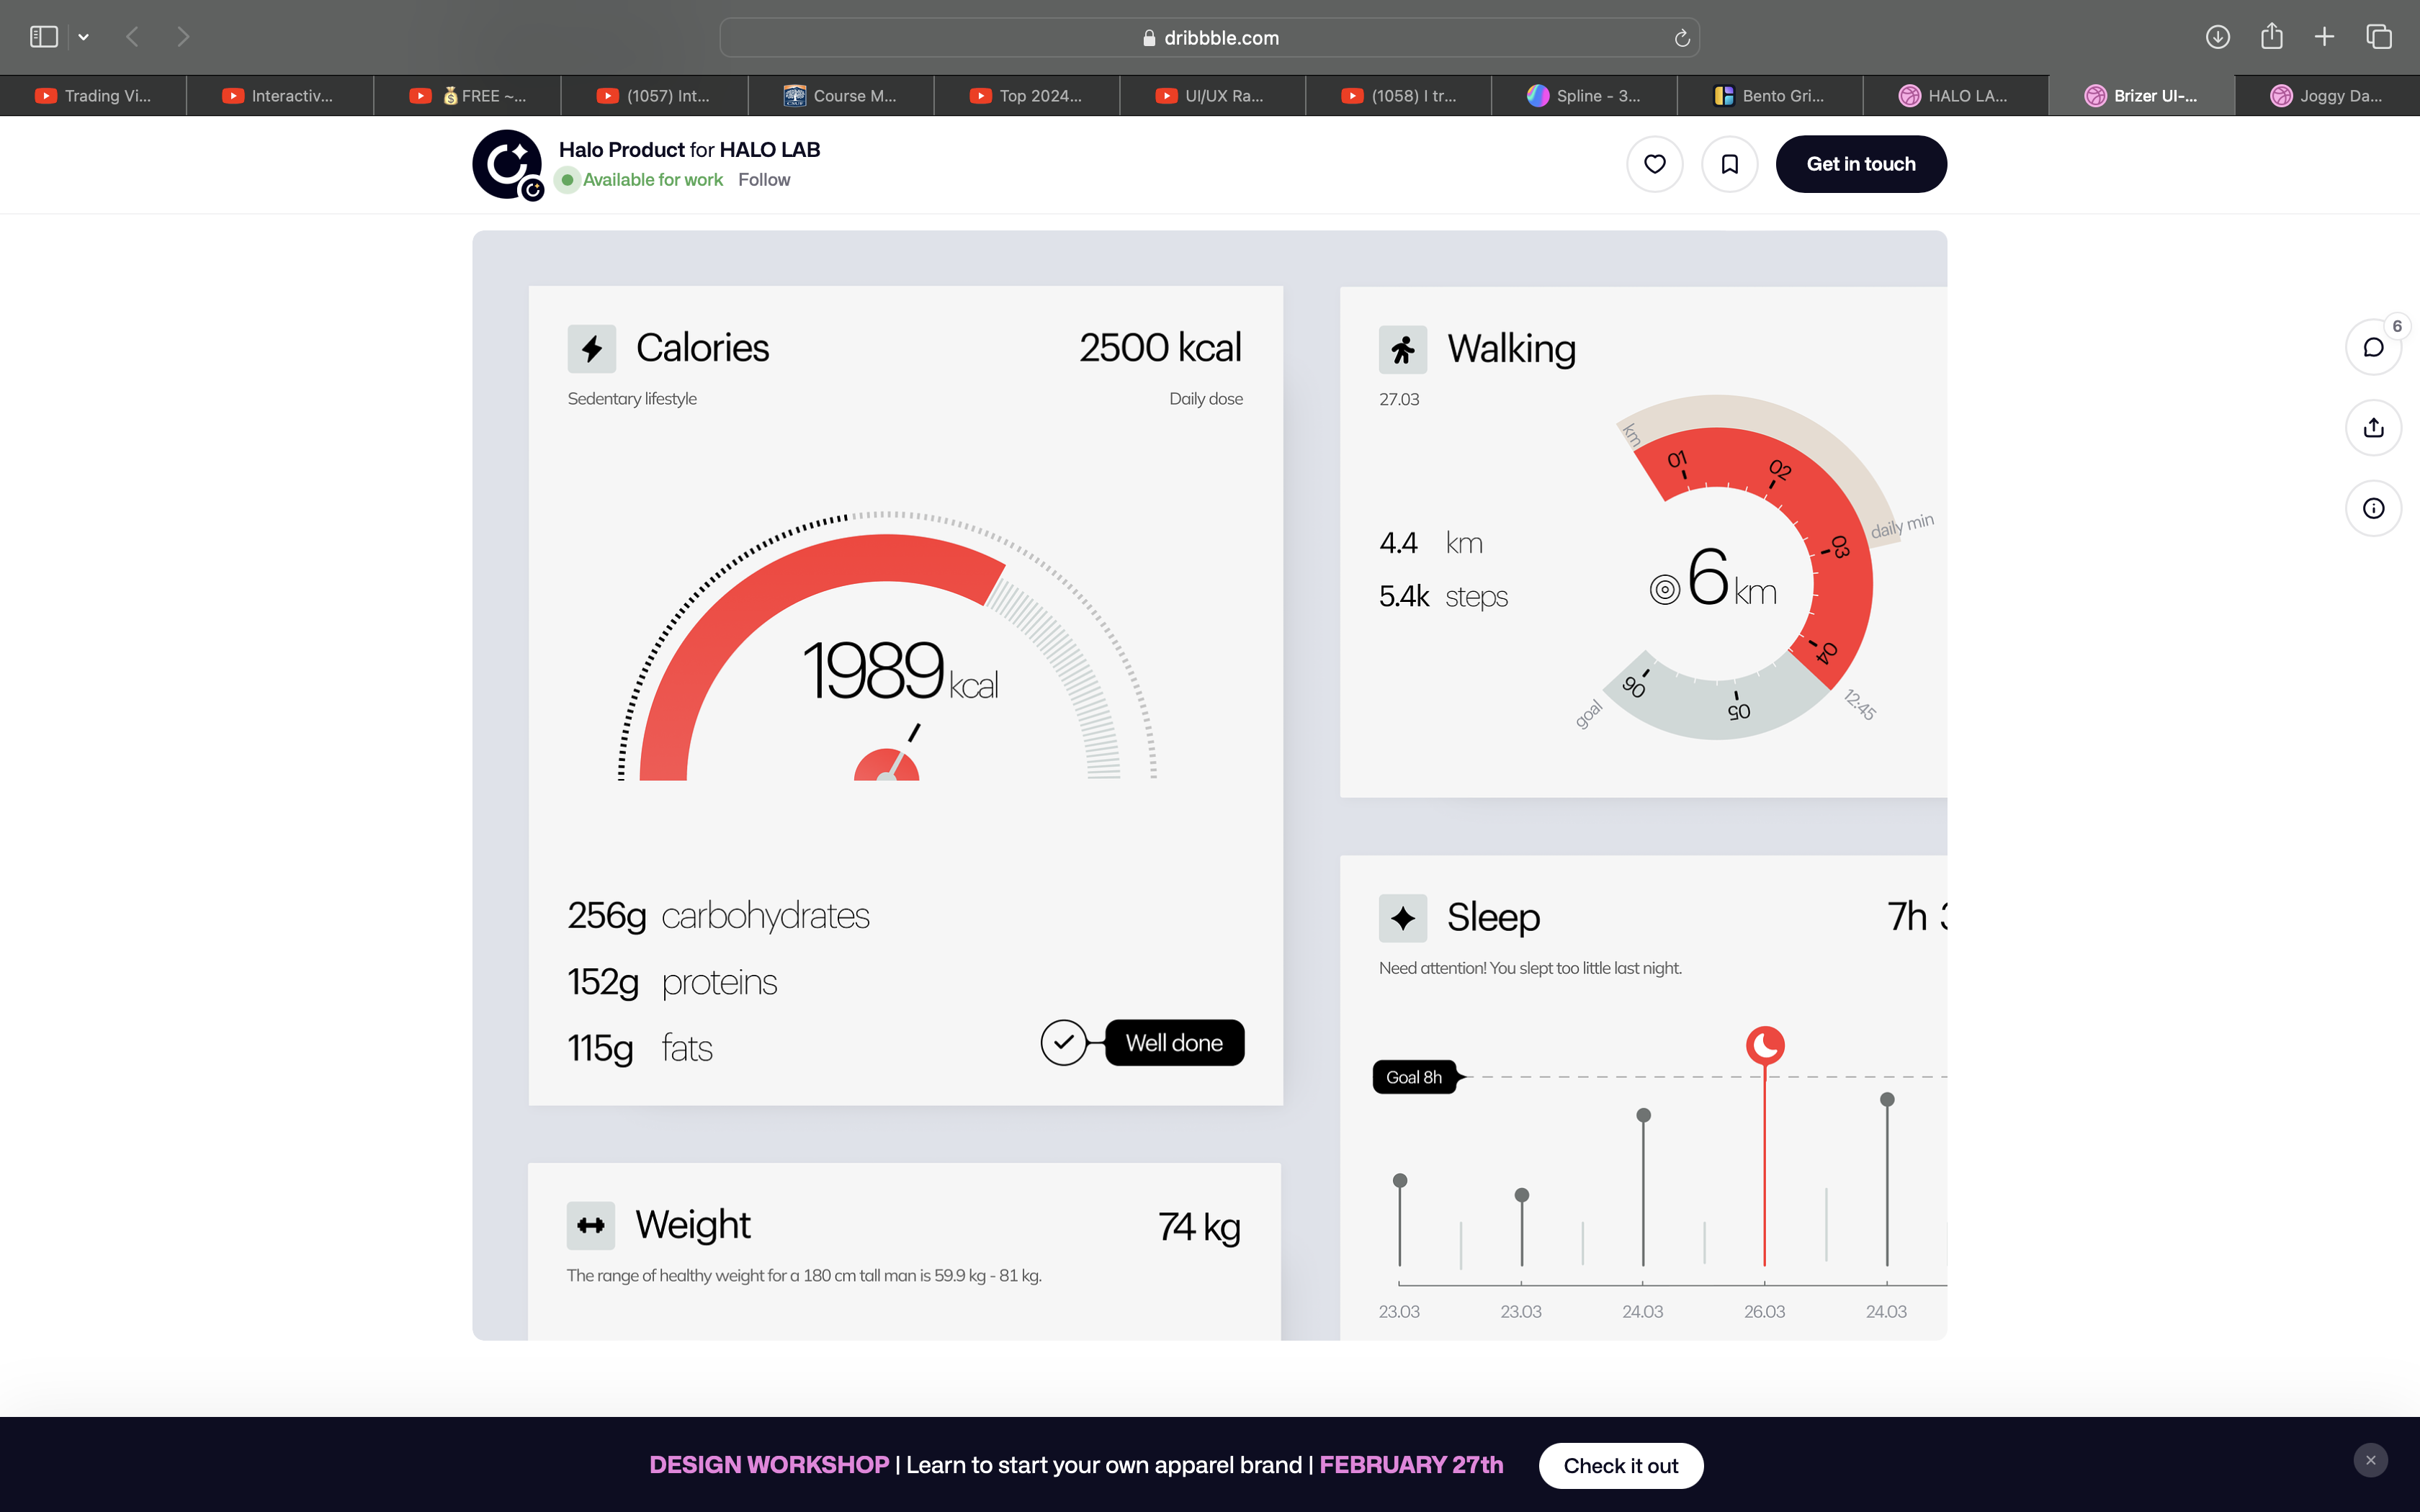 dribbble.com
Trading Vi...
Interactiv...
💰FREE ~...
(1057) Int...
Course M...
Top 2024...
UI/UX Ra...
(1058) I tr...
Spline - 3...
Bento Gri...
HALO LA...
Brizer UI-...
Joggy Da...
Halo Product for HALO LAB
Available for work Follow
Get in touch
6
Calories
2500 kcal
Sedentary lifestyle
Daily dose
1989 kcal
256g carbohydrates
152g proteins
115g fats
Well done
Walking
27.03
4.4 km
5.4k steps
km
01
02
03
04
05
06
daily min
12:45
goal
6 km
Sleep
7h
Need attention! You slept too little last night.
Goal 8h
23.03
23.03
24.03
26.03
24.03
Weight
74 kg
The range of healthy weight for a 180 cm tall man is 59.9 kg - 81 kg.
DESIGN WORKSHOP | Learn to start your own apparel brand | FEBRUARY 27th
Check it out